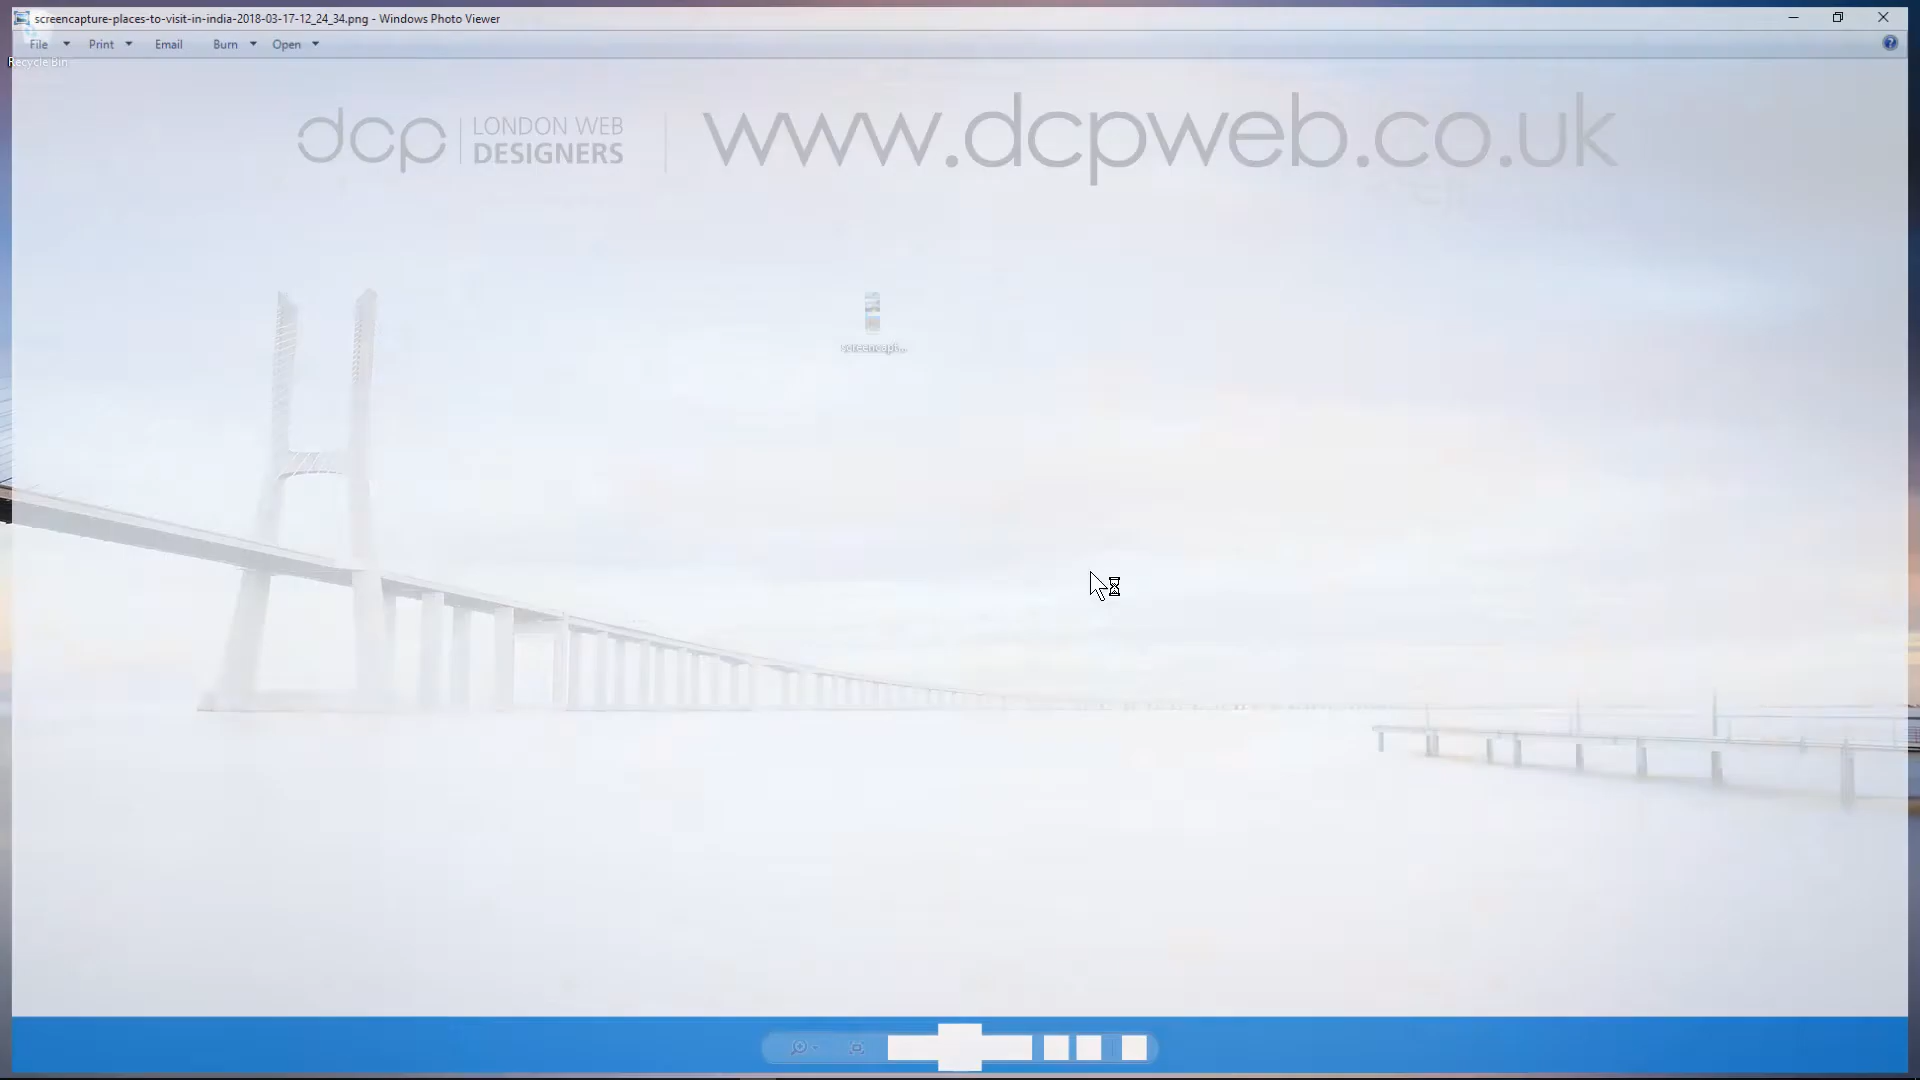 screencapture-places-to-visit-in-india-2018-03-17-12_24_34.png - Windows Photo Viewer
File Print Email Burn Open
Recycle Bin
dcp LONDON WEB DESIGNERS www.dcpweb.co.uk
screencapt...